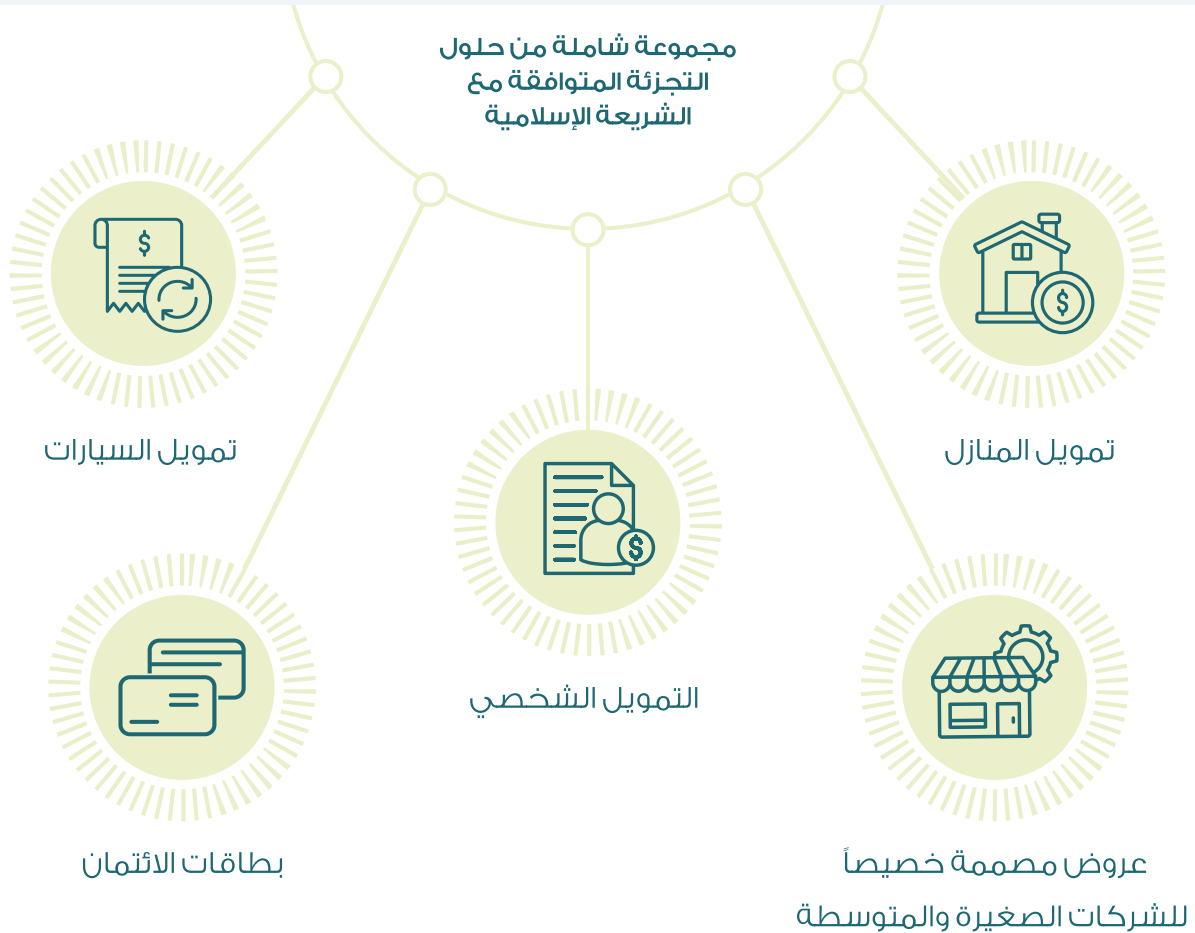 مجموعة شاملة من حلول
التجزئة المتوافقة مع
الشريعة الإسلامية
تمويل المنازل
تمويل السيارات
التمويل الشخصي
عروض مصممة خصيصاً
للشركات الصغيرة والمتوسطة
بطاقات الائتمان